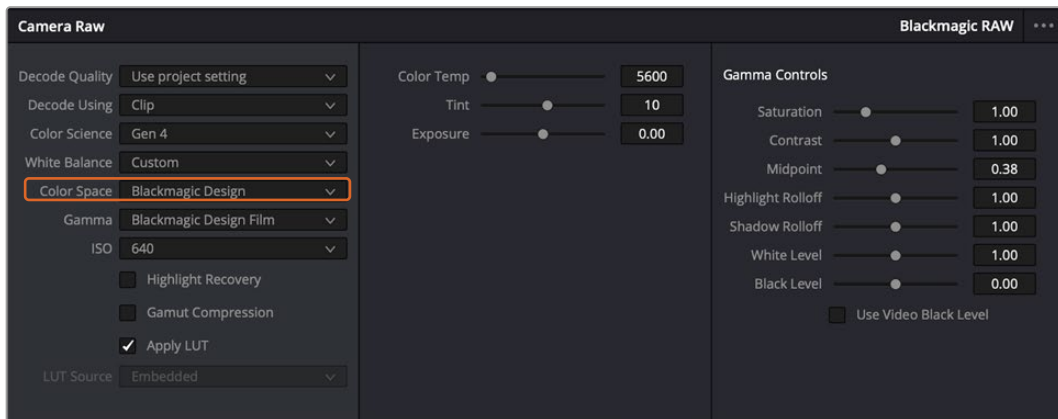 Camera Raw
Blackmagic RAW
Decode Quality Use project setting
Decode Using Clip
Color Science Gen 4
White Balance Custom
Color Space Blackmagic Design
Gamma Blackmagic Design Film
ISO 640
Highlight Recovery
Gamut Compression
Apply LUT
LUT Source Embedded
Color Temp 5600
Tint 10
Exposure 0.00
Gamma Controls
Saturation 1.00
Contrast 1.00
Midpoint 0.38
Highlight Rolloff 1.00
Shadow Rolloff 1.00
White Level 1.00
Black Level 0.00
Use Video Black Level